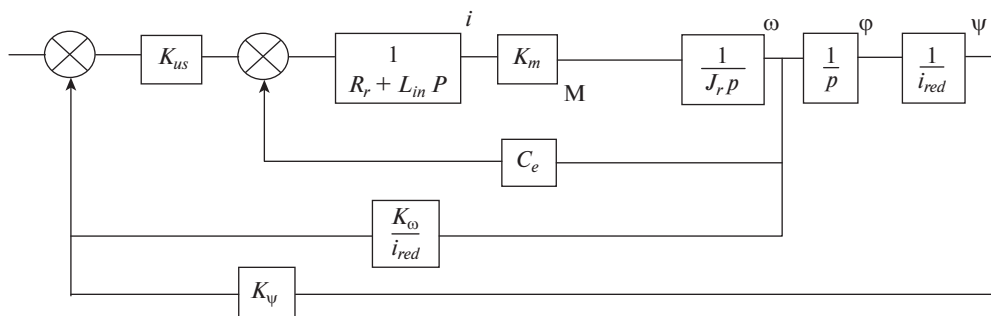 i
ω
φ
ψ
K_us
1
R_r + L_in P
K_m
M
1
J_r p
1
p
1
i_red
C_e
K_ω
i_red
K_ψ